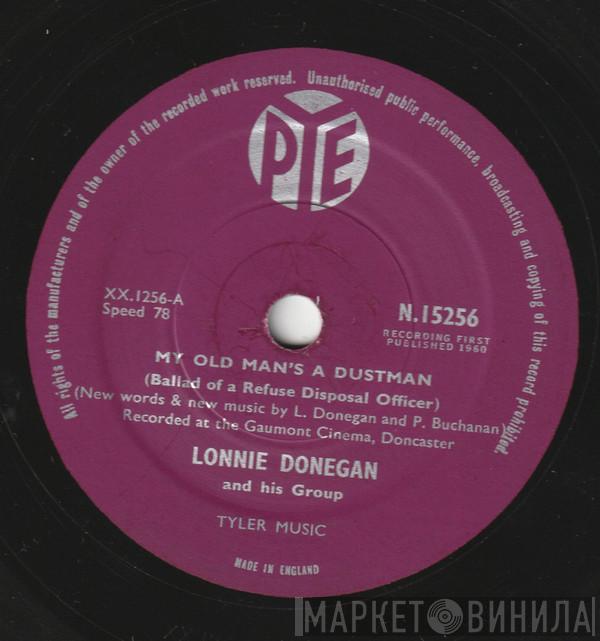 All rights of the manufacturers and of the owner of the recorded work reserved. Unauthorised public performance, broadcasting and copying of this record prohibited.
PYE
XX.1256-A
Speed 78
N.15256
RECORDING FIRST
PUBLISHED 1960
MY OLD MAN'S A DUSTMAN
(Ballad of a Refuse Disposal Officer)
(New words & new music by L. Donegan and P. Buchanan)
Recorded at the Gaumont Cinema, Doncaster
LONNIE DONEGAN
and his Group
TYLER MUSIC
MADE IN ENGLAND
МАРКЕТ ВИНИЛА